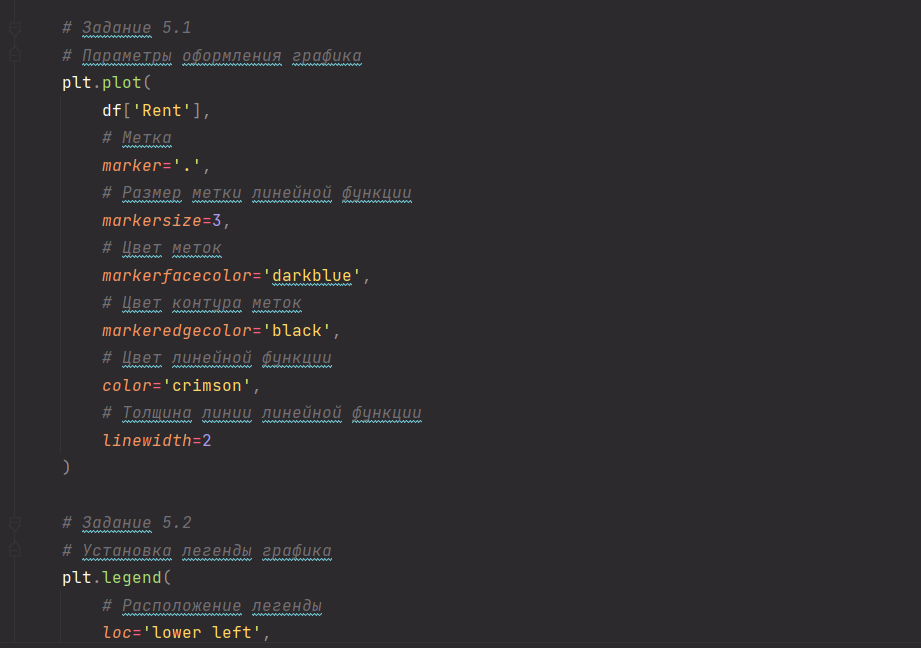 # Задание 5.1
# Параметры оформления графика
plt.plot(
    df['Rent'],
    # Метка
    marker='.',
    # Размер метки линейной функции
    markersize=3,
    # Цвет меток
    markerfacecolor='darkblue',
    # Цвет контура меток
    markeredgecolor='black',
    # Цвет линейной функции
    color='crimson',
    # Толщина линии линейной функции
    linewidth=2
)

# Задание 5.2
# Установка легенды графика
plt.legend(
    # Расположение легенды
    loc='lower left',